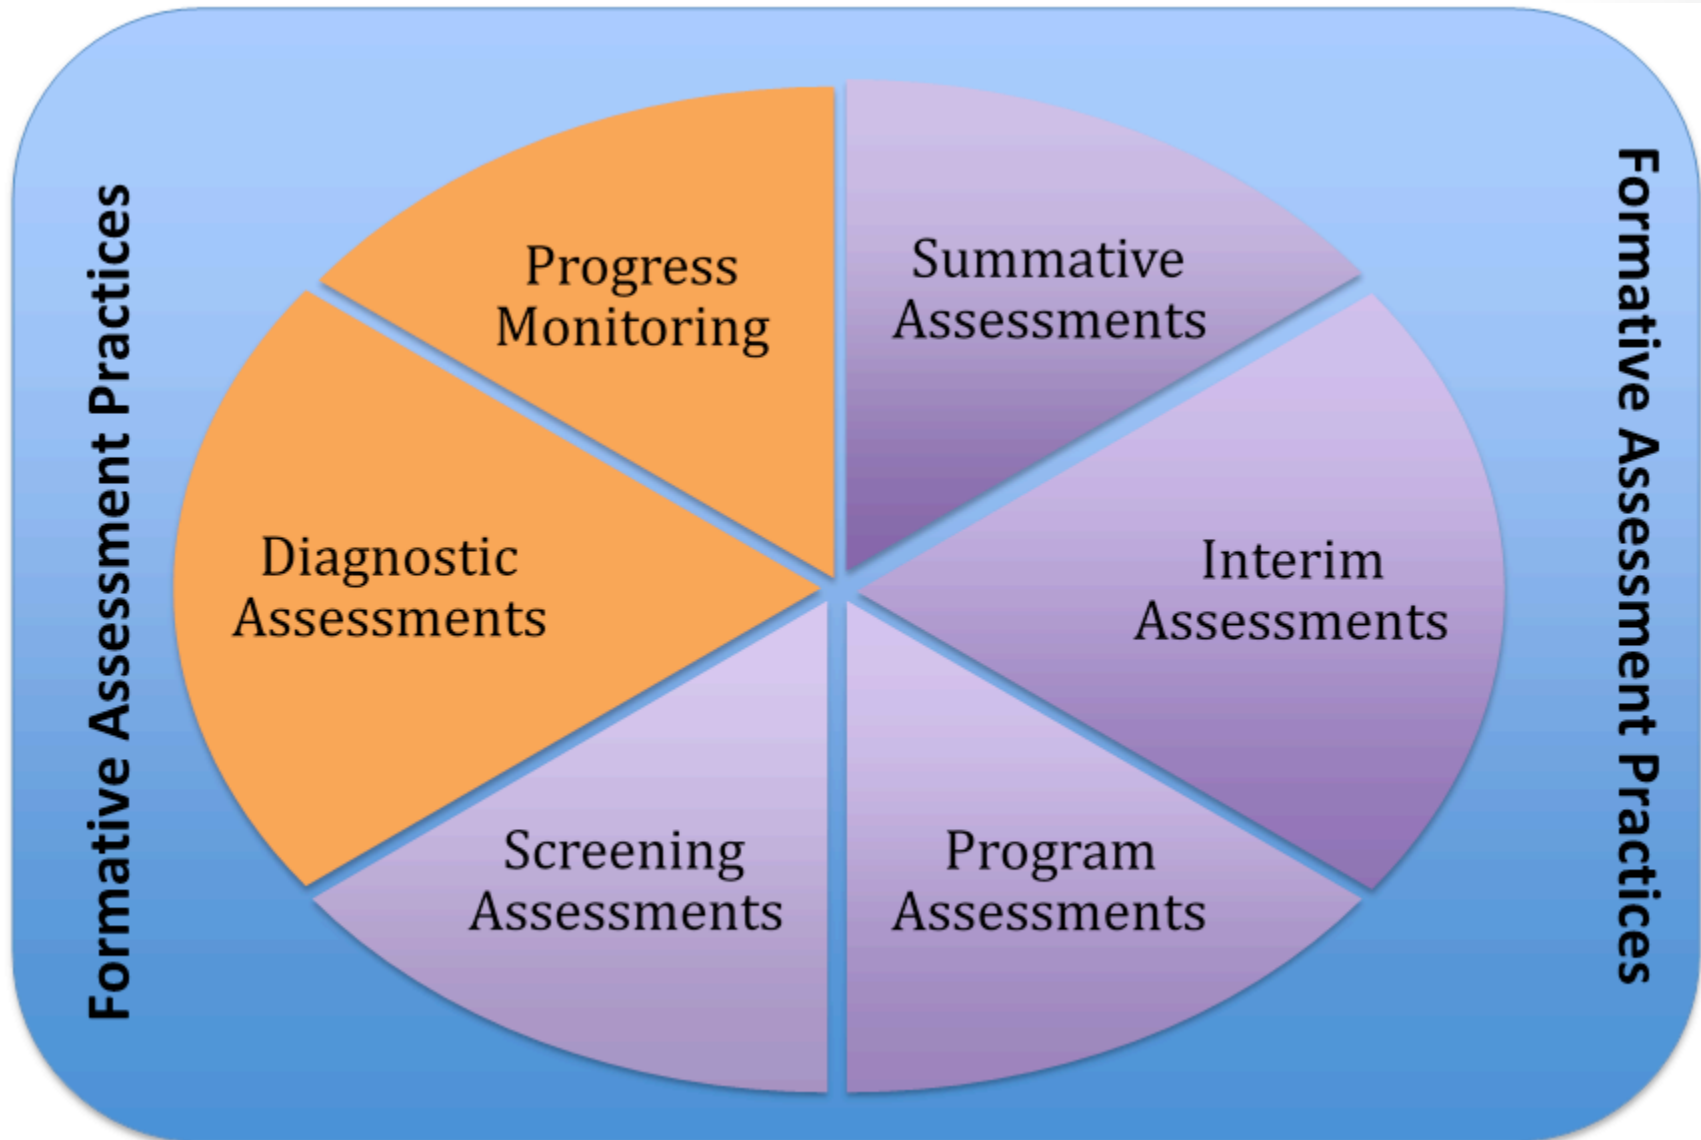 Formative Assessment Practices
Progress
Monitoring
Summative
Assessments
Diagnostic
Assessments
Interim
Assessments
Screening
Assessments
Program
Assessments
Formative Assessment Practices